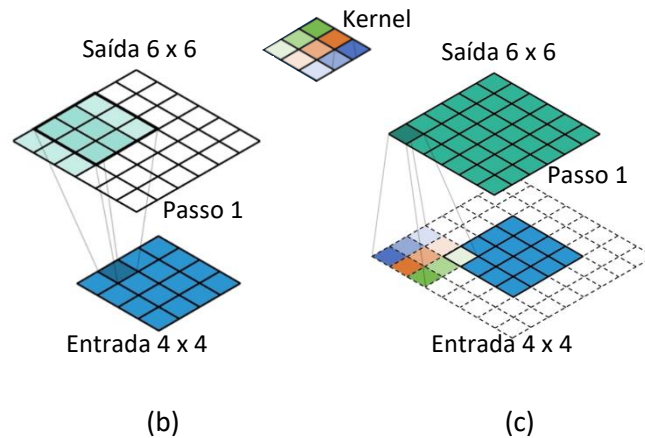 Kernel
Saída 6 x 6
Saída 6 x 6
Passo 1
Passo 1
Entrada 4 x 4
Entrada 4 x 4
(b)
(c)